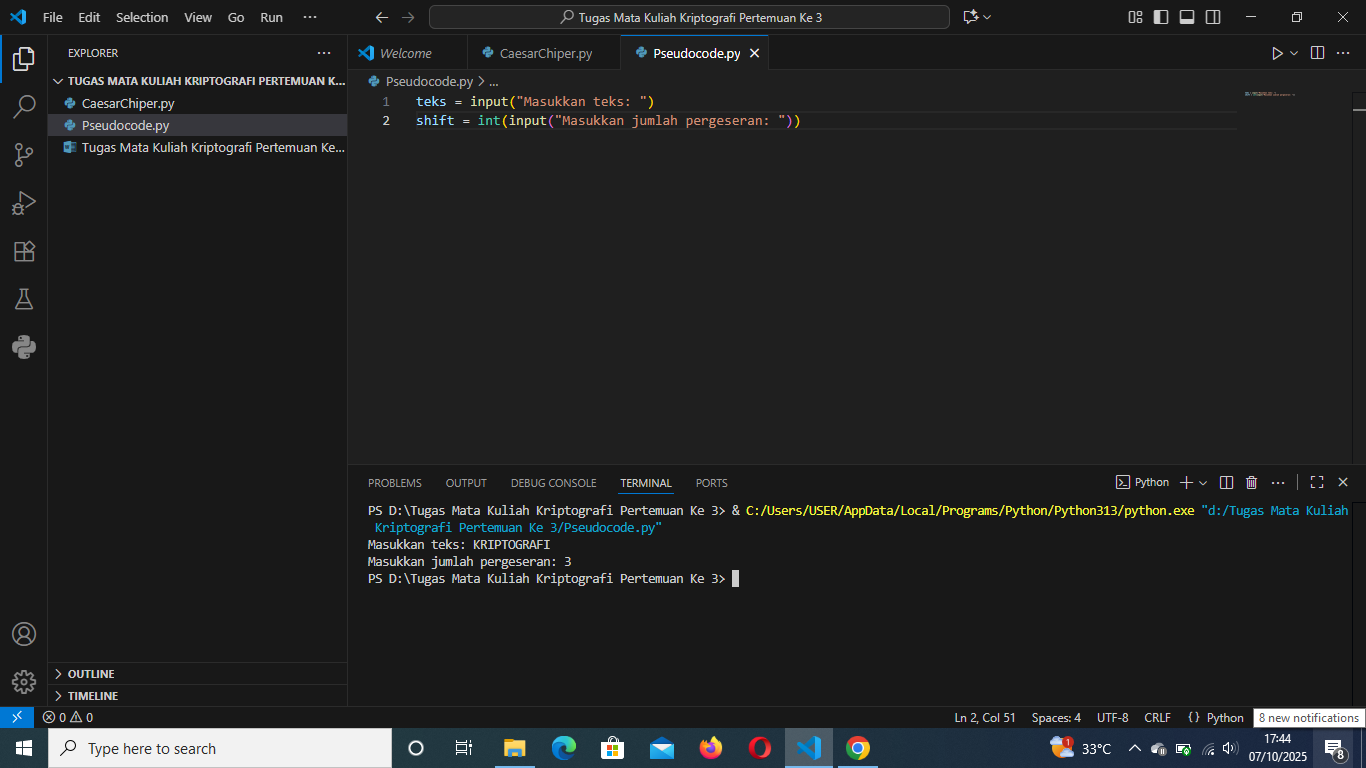 File Edit Selection View Go Run ···
Tugas Mata Kuliah Kriptografi Pertemuan Ke 3
EXPLORER
TUGAS MATA KULIAH KRIPTOGRAFI PERTEMUAN K...
CaesarChiper.py
Pseudocode.py
Tugas Mata Kuliah Kriptografi Pertemuan Ke...
OUTLINE
TIMELINE
Welcome CaesarChiper.py Pseudocode.py
Pseudocode.py > ...
1 teks = input("Masukkan teks: ")
2 shift = int(input("Masukkan jumlah pergeseran: "))
PROBLEMS OUTPUT DEBUG CONSOLE TERMINAL PORTS Python
PS D:\Tugas Mata Kuliah Kriptografi Pertemuan Ke 3> & C:/Users/USER/AppData/Local/Programs/Python/Python313/python.exe "d:/Tugas Mata Kuliah
Kriptografi Pertemuan Ke 3/Pseudocode.py"
Masukkan teks: KRIPTOGRAFI
Masukkan jumlah pergeseran: 3
PS D:\Tugas Mata Kuliah Kriptografi Pertemuan Ke 3>
0 0 Ln 2, Col 51 Spaces: 4 UTF-8 CRLF {} Python 8 new notifications
Type here to search
1 33°C
17:44
07/10/2025
8